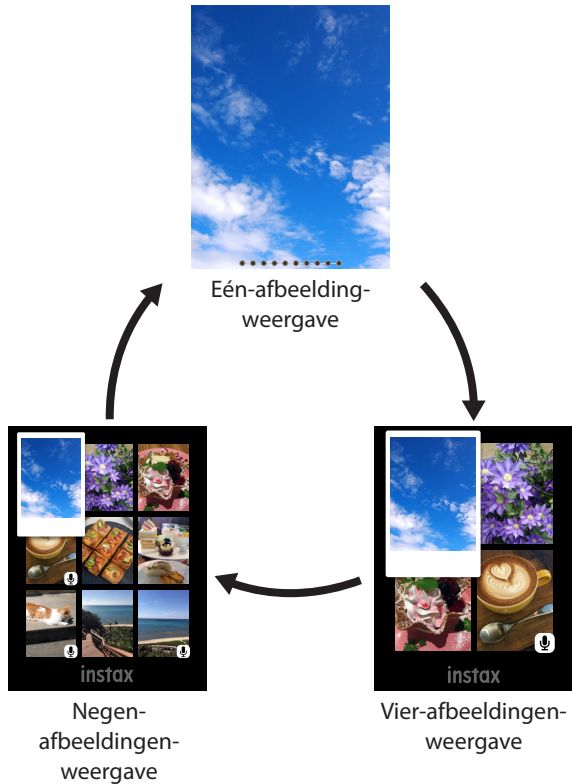 Eén-afbeelding-
weergave
instax
Negen-
afbeeldingen-
weergave
instax
Vier-afbeeldingen-
weergave